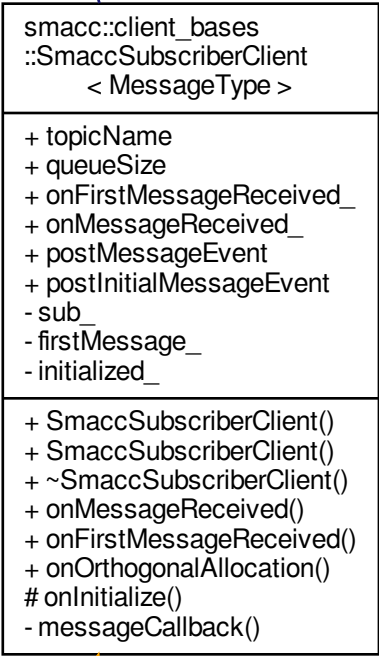 smacc::client_bases
::SmaccSubscriberClient
< MessageType >
+ topicName
+ queueSize
+ onFirstMessageReceived_
+ onMessageReceived_
+ postMessageEvent
+ postInitialMessageEvent
- sub_
- firstMessage_
- initialized_
+ SmaccSubscriberClient()
+ SmaccSubscriberClient()
+ ~SmaccSubscriberClient()
+ onMessageReceived()
+ onFirstMessageReceived()
+ onOrthogonalAllocation()
# onInitialize()
- messageCallback()